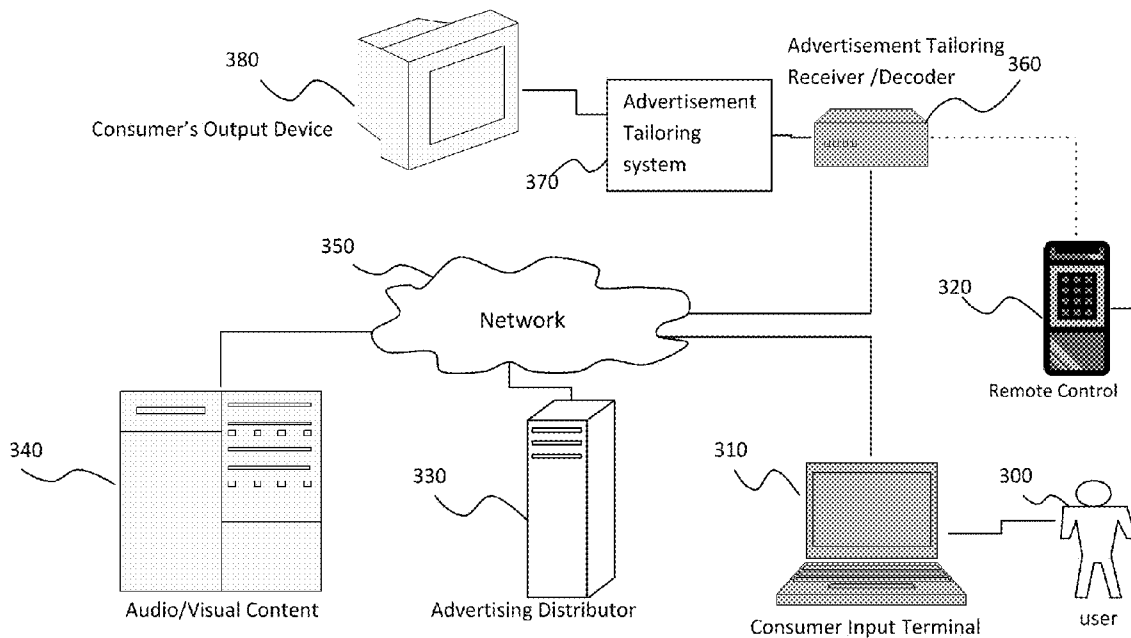 380
Consumer's Output Device
Advertisement
Tailoring
system
370
Advertisement Tailoring
Receiver /Decoder
360
350
Network
320
Remote Control
340
Audio/Visual Content
330
Advertising Distributor
310
Consumer Input Terminal
300
user